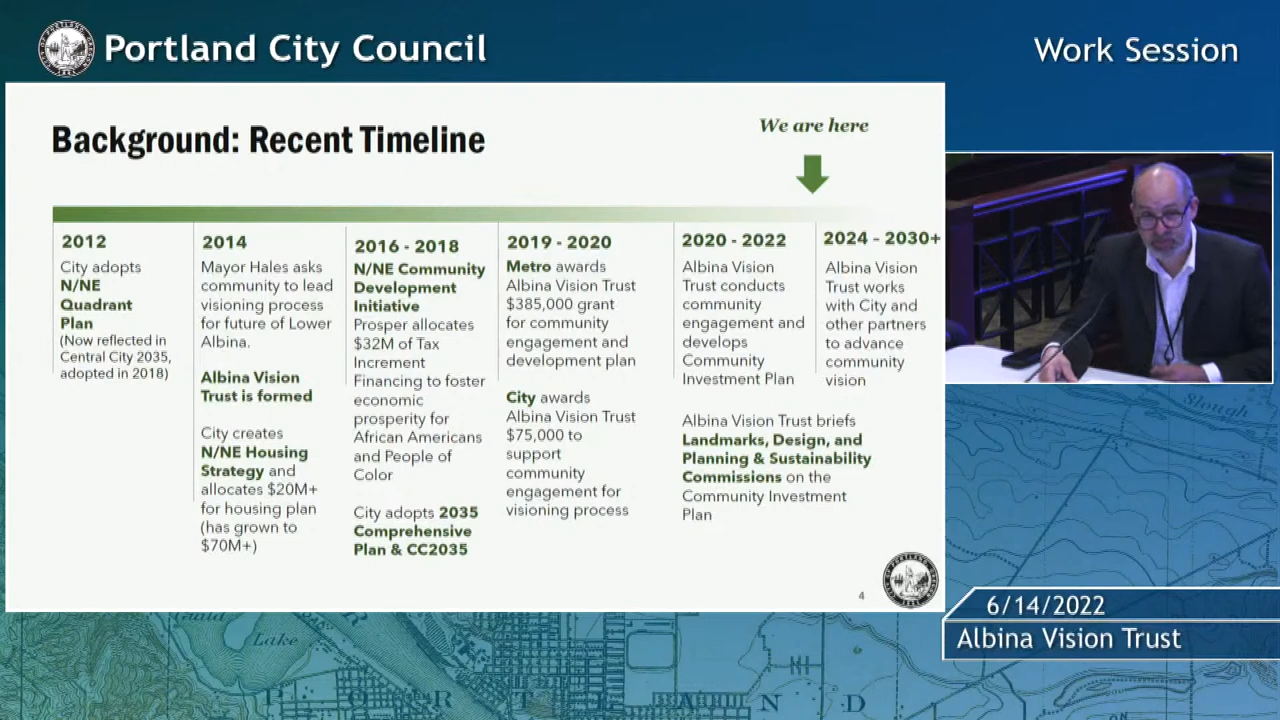 Portland City Council
Work Session
Background: Recent Timeline
We are here
2012
City adopts
N/NE
Quadrant
Plan
(Now reflected in
Central City 2035,
adopted in 2018)
2014
Mayor Hales asks
community to lead
visioning process
for future of Lower
Albina.
Albina Vision
Trust is formed
City creates
N/NE Housing
Strategy and
allocates $20M+
for housing plan
(has grown to
$70M+)
2016 - 2018
N/NE Community
Development
Initiative
Prosper allocates
$32M of Tax
Increment
Financing to foster
economic
prosperity for
African Americans
and People of
Color
City adopts 2035
Comprehensive
Plan & CC2035
2019 - 2020
Metro awards
Albina Vision Trust
$385,000 grant
for community
engagement and
development plan
City awards
Albina Vision Trust
$75,000 to
support
community
engagement for
visioning process
2020 - 2022
Albina Vision
Trust conducts
community
engagement and
develops
Community
Investment Plan
Albina Vision Trust briefs
Landmarks, Design, and
Planning & Sustainability
Commissions on the
Community Investment
Plan
2024 – 2030+
Albina Vision
Trust works
with City and
other partners
to advance
community
vision
4
6/14/2022
Albina Vision Trust
Slough
Guild
Lake
P O R T L A N D